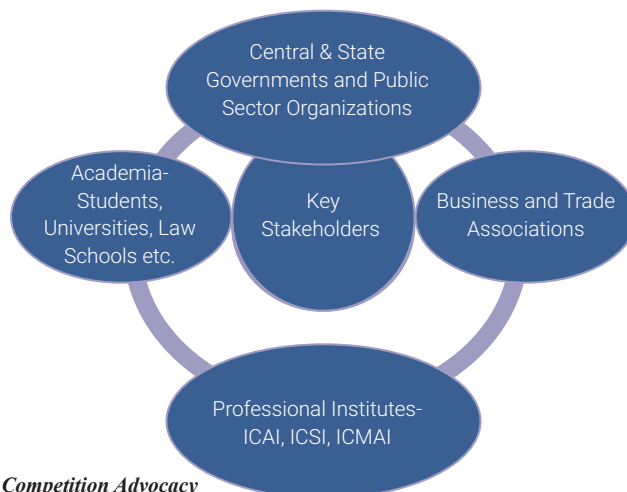 Central & State
Governments and Public
Sector Organizations
Academia-
Students,
Universities, Law
Schools etc.
Key
Stakeholders
Business and Trade
Associations
Professional Institutes-
ICAI, ICSI, ICMAI
Competition Advocacy